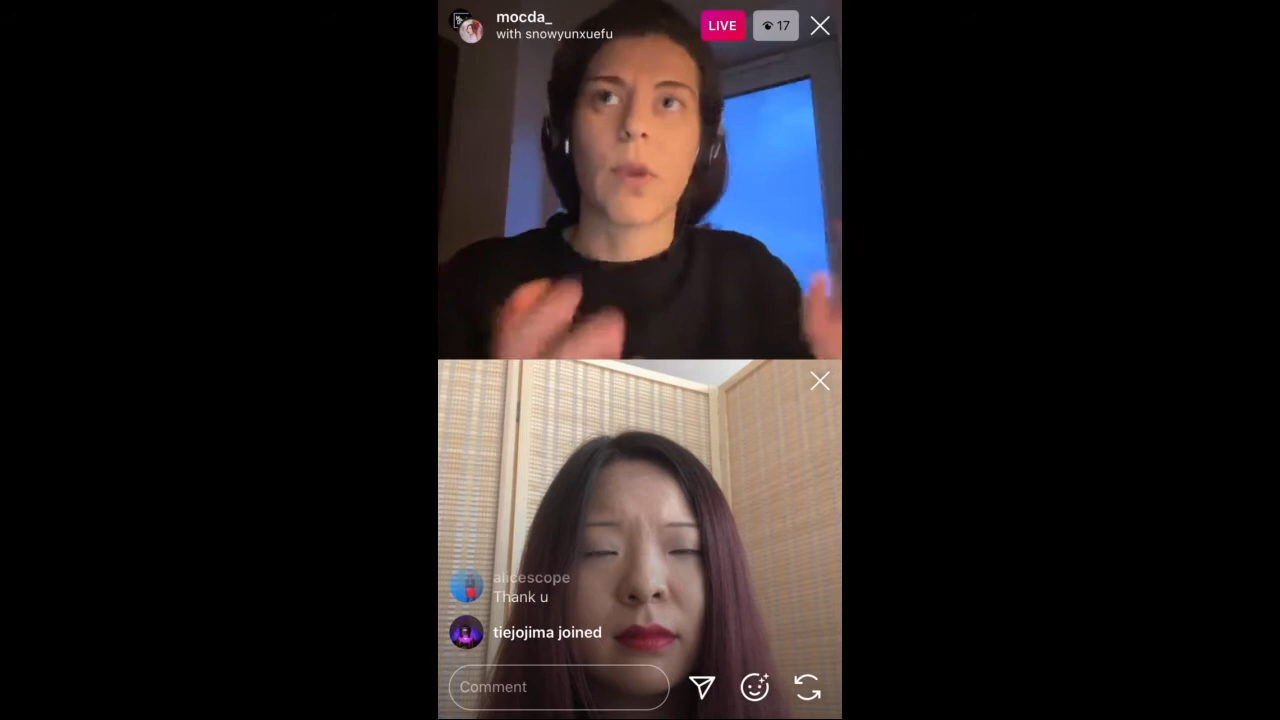 mocda_
with snowyunxuefu
LIVE
17
alicescope
Thank u
tiejojima joined
Comment